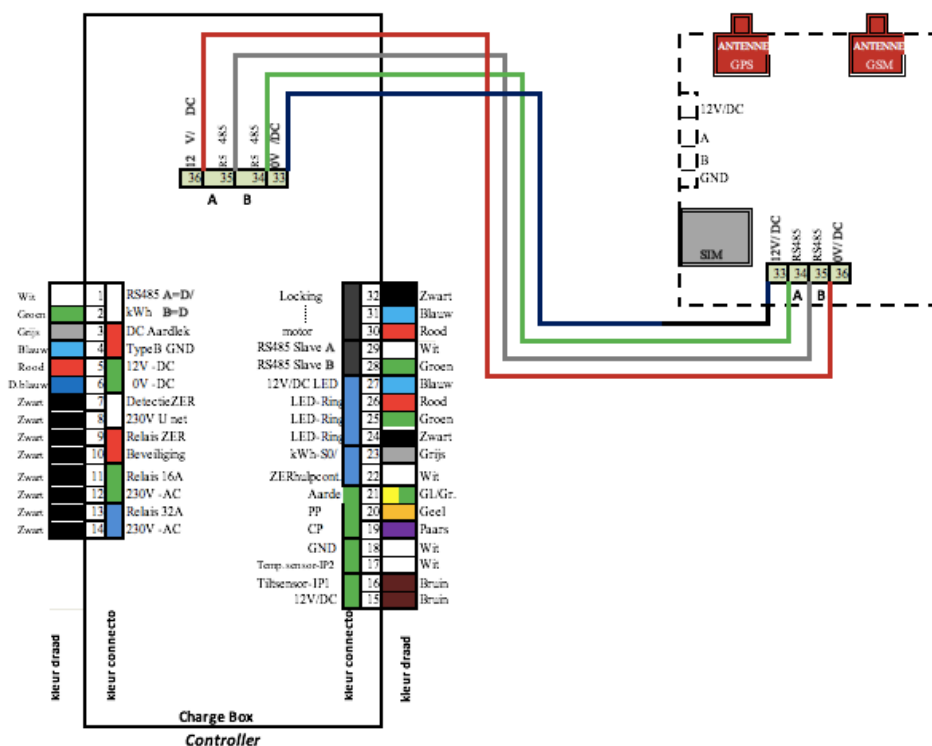 ANTENNE
GPS
ANTENNE
GSM
12V/DC
A
B
GND
SIM
12V/DC
RS485
RS485
0V/DC
33 34 35 36
A B
12 V/ DC
RS 485
RS 485
0V /DC
36 35 34 33
A B
Wit 1 RS485 A=D/
Groen 2 kWh B=D
Grijs 3 DC Aardlek
Blauw 4 TypeB GND
Rood 5 12V -DC
D.blauw 6 0V -DC
Zwart 7 DetectieZER
Zwart 8 230V U net
Zwart 9 Relais ZER
Zwart 10 Beveiliging
Zwart 11 Relais 16A
Zwart 12 230V -AC
Zwart 13 Relais 32A
Zwart 14 230V -AC
Locking 32 Zwart
31 Blauw
motor 30 Rood
RS485 Slave A 29 Wit
RS485 Slave B 28 Groen
12V/DC LED 27 Blauw
LED-Ring 26 Rood
LED-Ring 25 Groen
LED-Ring 24 Zwart
kWh-S0/ 23 Grijs
ZERhulpcont. 22 Wit
Aarde 21 Gl/Gr.
PP 20 Geel
CP 19 Paars
GND 18 Wit
Temp.sensor-IP2 17 Wit
Tiltsensor-IP1 16 Bruin
12V/DC 15 Bruin
kleur draad
kleur connecto
kleur connecto
kleur draad
Charge Box
Controller